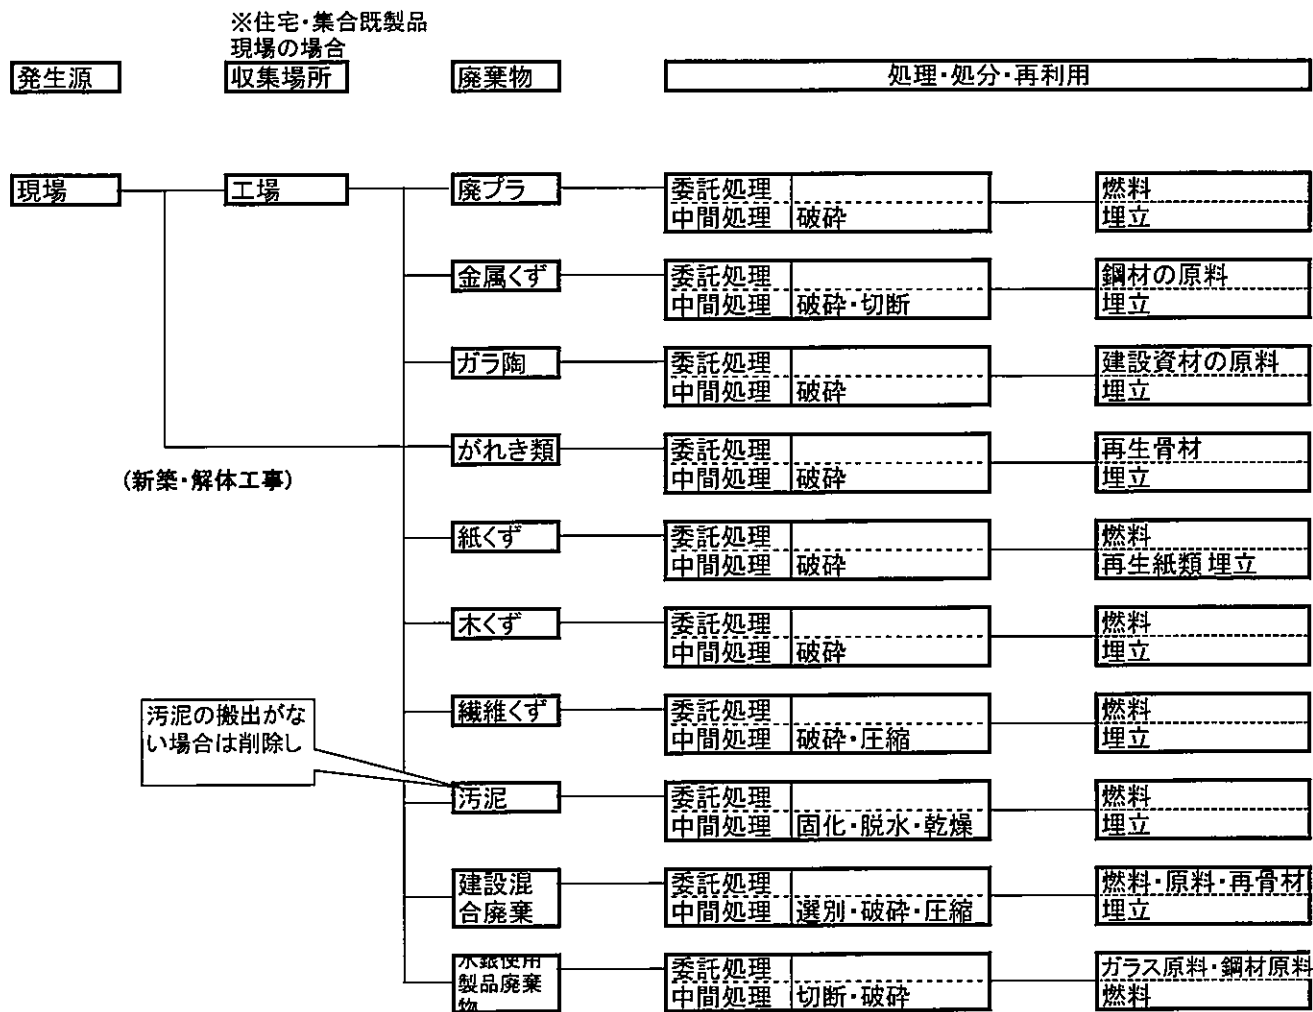 ※住宅・集合既製品
現場の場合
発生源
収集場所
廃棄物
処理・処分・再利用
現場
工場
廃プラ
委託処理
中間処理 破砕
燃料
埋立
金属くず
委託処理
中間処理 破砕・切断
鋼材の原料
埋立
ガラ陶
委託処理
中間処理 破砕
建設資材の原料
埋立
がれき類
委託処理
中間処理 破砕
再生骨材
埋立
(新築・解体工事)
紙くず
委託処理
中間処理 破砕
燃料
再生紙類 埋立
木くず
委託処理
中間処理 破砕
燃料
埋立
繊維くず
委託処理
中間処理 破砕・圧縮
燃料
埋立
汚泥の搬出がな
い場合は削除し
汚泥
委託処理
中間処理 固化・脱水・乾燥
燃料
埋立
建設混
合廃棄
委託処理
中間処理 選別・破砕・圧縮
燃料・原料・再骨材
埋立
水銀使用
製品廃棄
物
委託処理
中間処理 切断・破砕
ガラス原料・鋼材原料
燃料